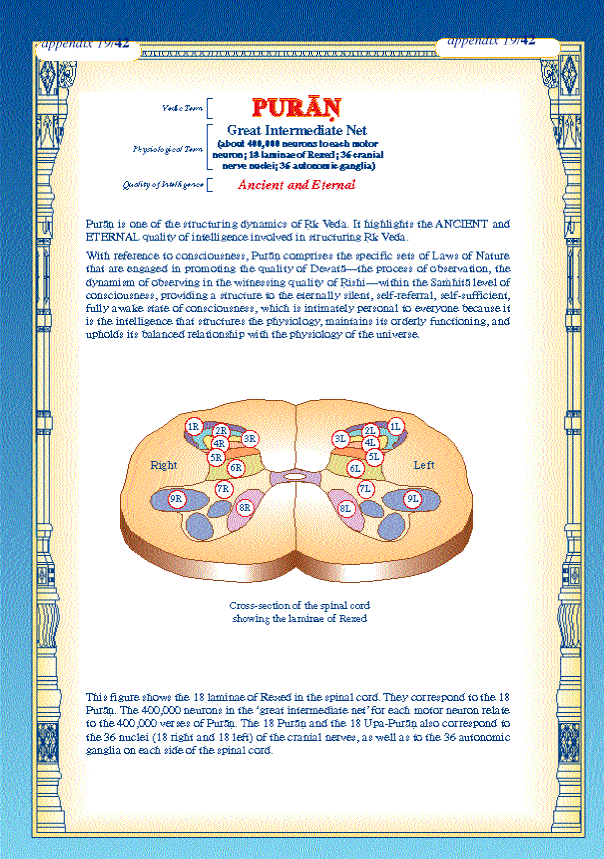 appendix 19/42
appendix 19/42
Vedic Term
PURĀṆ
Physiological Term
Great Intermediate Net
(about 400,000 neurons to each motor
neuron; 18 laminae of Rexed; 36 cranial
nerve nuclei; 36 autonomic ganglia)
Quality of Intelligence
Ancient and Eternal
Purāṇ is one of the structuring dynamics of Ṛk Veda. It highlights the ANCIENT and
ETERNAL quality of intelligence involved in structuring Ṛk Veda.
With reference to consciousness, Purāṇ comprises the specific sets of Laws of Nature
that are engaged in promoting the quality of Devatā—the process of observation, the
dynamism of observing in the witnessing quality of Ṛishi—within the Saṁhitā level of
consciousness, providing a structure to the eternally silent, self-referral, self-sufficient,
fully awake state of consciousness, which is intimately personal to everyone because it
is the intelligence that structures the physiology, maintains its orderly functioning, and
upholds its balanced relationship with the physiology of the universe.
1R 2R 3R 4R 5R 6R 7R 8R 9R
1L 2L 3L 4L 5L 6L 7L 8L 9L
Right
Left
Cross-section of the spinal cord
showing the laminae of Rexed
This figure shows the 18 laminae of Rexed in the spinal cord. They correspond to the 18
Purāṇ. The 400,000 neurons in the ‘great intermediate net’ for each motor neuron relate
to the 400,000 verses of Purāṇ. The 18 Purāṇ and the 18 Upa-Purāṇ also correspond to
the 36 nuclei (18 right and 18 left) of the cranial nerves, as well as to the 36 autonomic
ganglia on each side of the spinal cord.